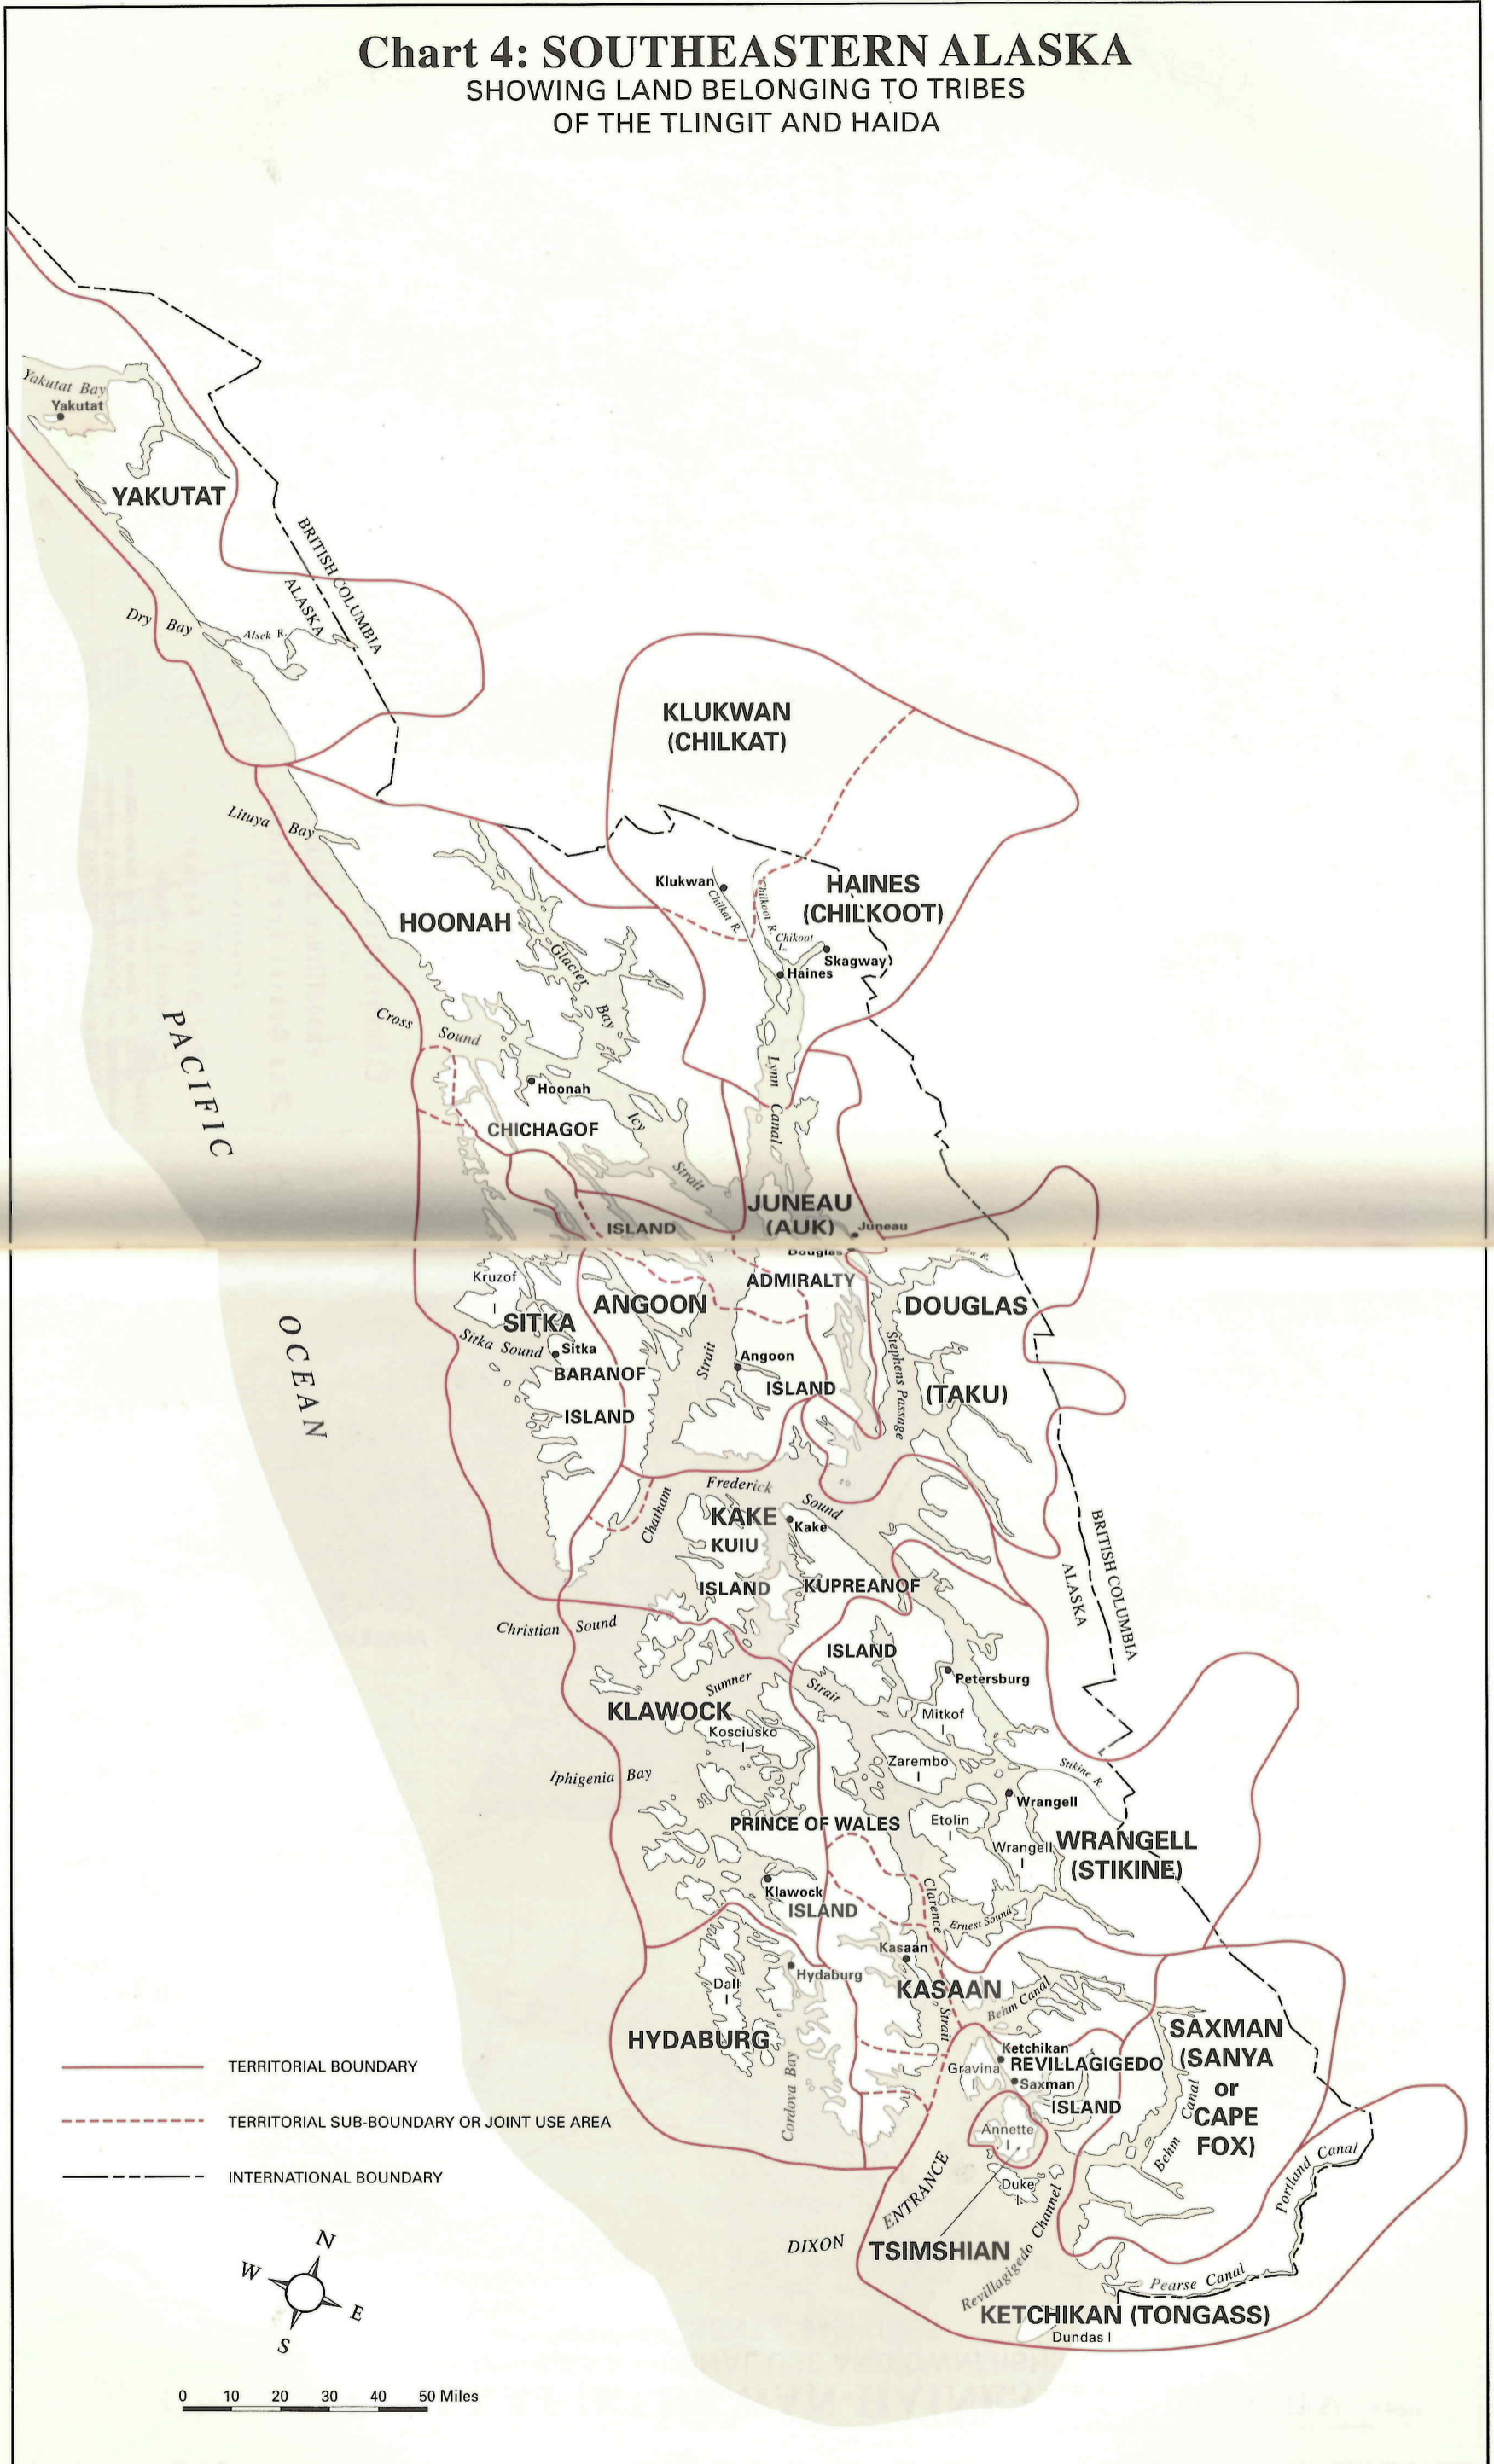 Chart 4: SOUTHEASTERN ALASKA
SHOWING LAND BELONGING TO TRIBES
OF THE TLINGIT AND HAIDA
Yakutat Bay
Yakutat
YAKUTAT
BRITISH COLUMBIA
ALASKA
Dry Bay
Alsek R.
KLUKWAN
(CHILKAT)
Lituya Bay
Klukwan
Chilkat R.
Chilkoot R.
HAINES
(CHILKOOT)
HOONAH
Chikoot
L.
Skagway
Haines
Glacier
Bay
Cross Sound
PACIFIC
Lynn
Canal
Hoonah
Icy
CHICHAGOF
Strait
JUNEAU
(AUK)
Juneau
ISLAND
Douglas
Kruzof
I
ADMIRALTY
ANGOON
DOUGLAS
SITKA
OCEAN
Sitka Sound
Sitka
Strait
Angoon
Stephens Passage
BARANOF
ISLAND
(TAKU)
ISLAND
Frederick
Sound
Chatham
KAKE
Kake
KUIU
BRITISH COLUMBIA
ALASKA
ISLAND
KUPREANOF
Christian Sound
ISLAND
Sumner
Strait
Petersburg
KLAWOCK
Mitkof
I
Kosciusko
I
Zarembo
I
Stikine R.
Iphigenia Bay
Wrangell
PRINCE OF WALES
Etolin
I
Wrangell
I
WRANGELL
(STIKINE)
Klawock
ISLAND
Clarence
Ernest Sound
Kasaan
Hydaburg
Dall
I
KASAAN
Behm Canal
Strait
HYDABURG
SAXMAN
(SANYA
or
CAPE
FOX)
Ketchikan
REVILLAGIGEDO
Gravina
I
Saxman
ISLAND
Cordova Bay
Annette
I
Behm Canal
TERRITORIAL BOUNDARY
TERRITORIAL SUB-BOUNDARY OR JOINT USE AREA
INTERNATIONAL BOUNDARY
Duke
I.
Portland Canal
DIXON ENTRANCE
TSIMSHIAN
Revillagigedo Channel
Pearse Canal
KETCHIKAN (TONGASS)
Dundas I
N
W
E
S
0 10 20 30 40 50 Miles